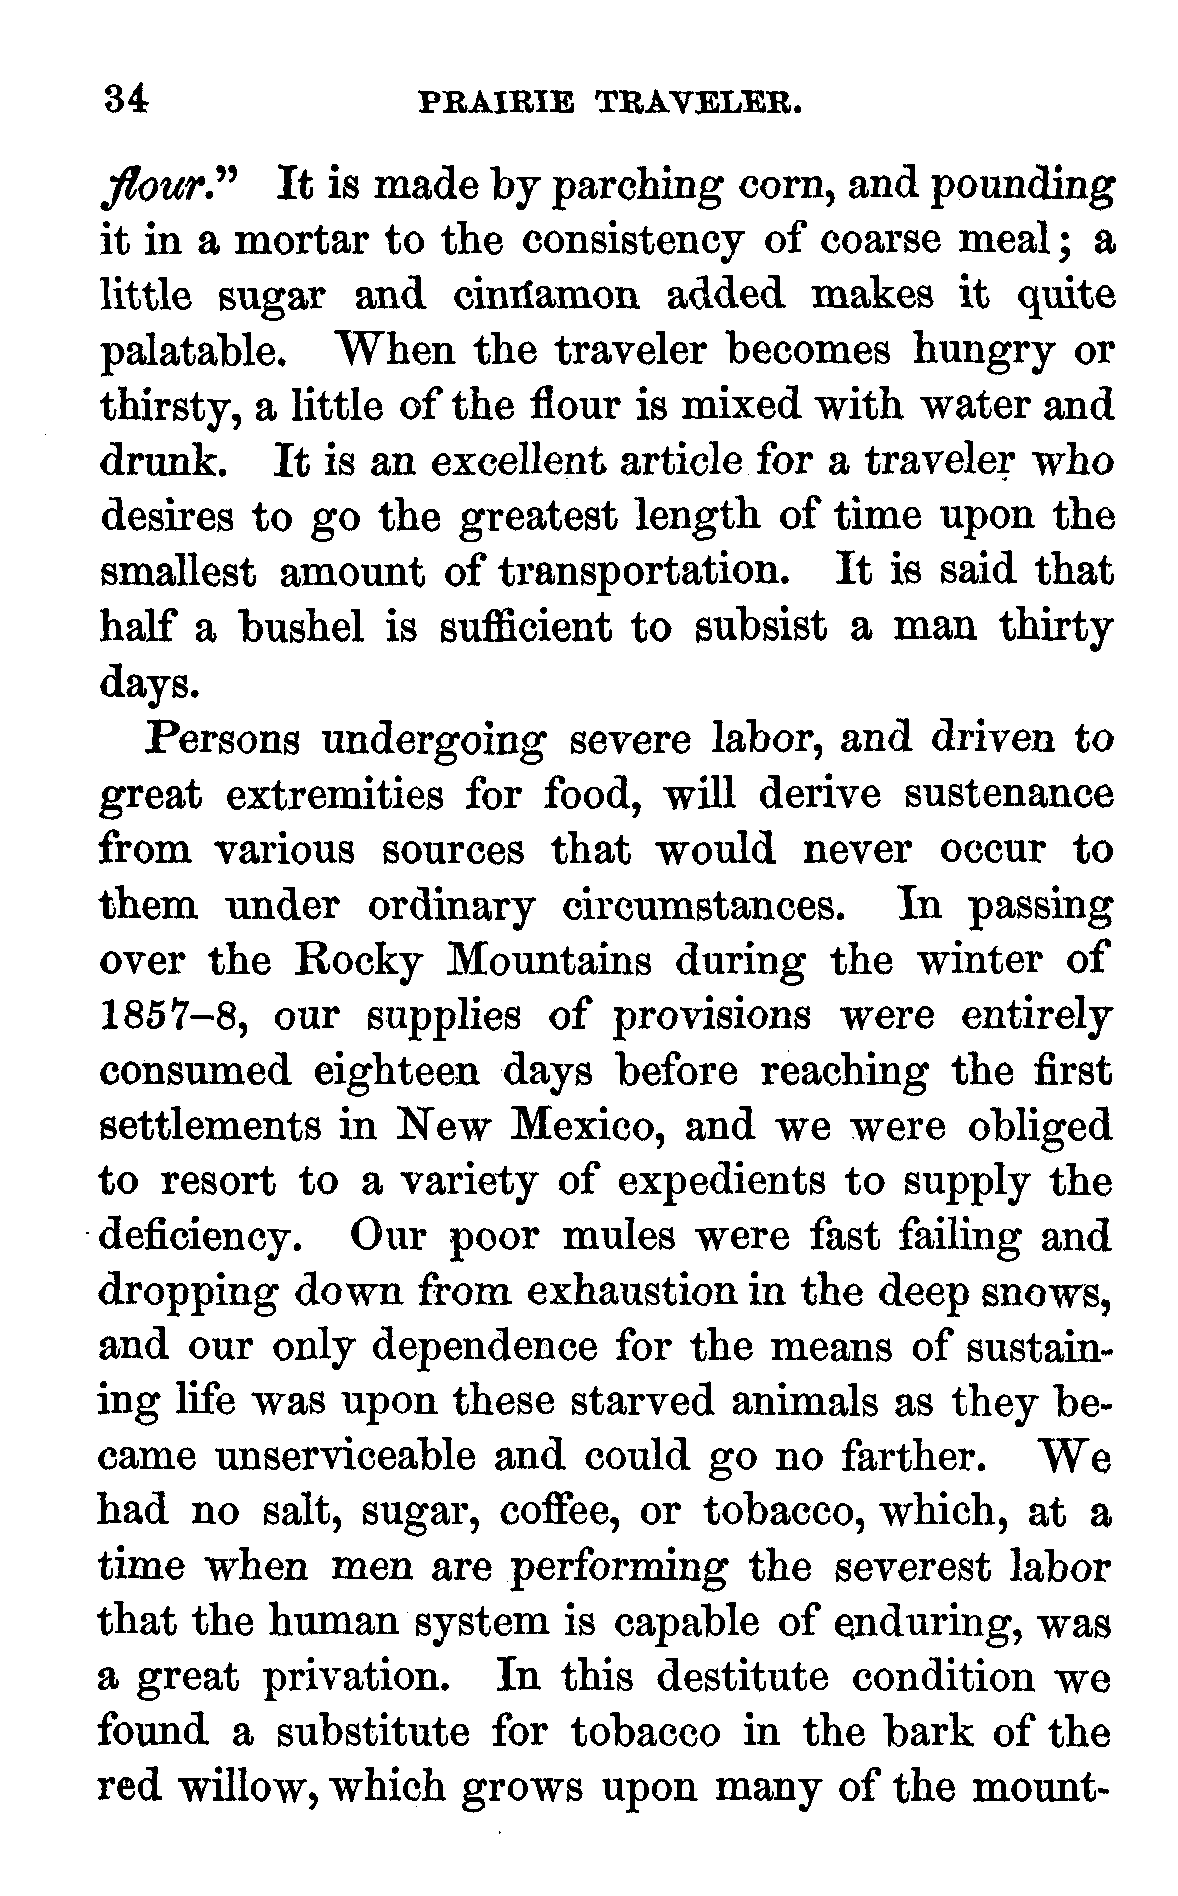 34 PRAIRIE TRAVELER.
flour." It is made by parching corn, and pounding
it in a mortar to the consistency of coarse meal; a
little sugar and cinnamon added makes it quite
palatable. When the traveler becomes hungry or
thirsty, a little of the flour is mixed with water and
drunk. It is an excellent article for a traveler who
desires to go the greatest length of time upon the
smallest amount of transportation. It is said that
half a bushel is sufficient to subsist a man thirty
days.
Persons undergoing severe labor, and driven to
great extremities for food, will derive sustenance
from various sources that would never occur to
them under ordinary circumstances. In passing
over the Rocky Mountains during the winter of
1857–8, our supplies of provisions were entirely
consumed eighteen days before reaching the first
settlements in New Mexico, and we were obliged
to resort to a variety of expedients to supply the
deficiency. Our poor mules were fast failing and
dropping down from exhaustion in the deep snows,
and our only dependence for the means of sustain-
ing life was upon these starved animals as they be-
came unserviceable and could go no farther. We
had no salt, sugar, coffee, or tobacco, which, at a
time when men are performing the severest labor
that the human system is capable of enduring, was
a great privation. In this destitute condition we
found a substitute for tobacco in the bark of the
red willow, which grows upon many of the mount-